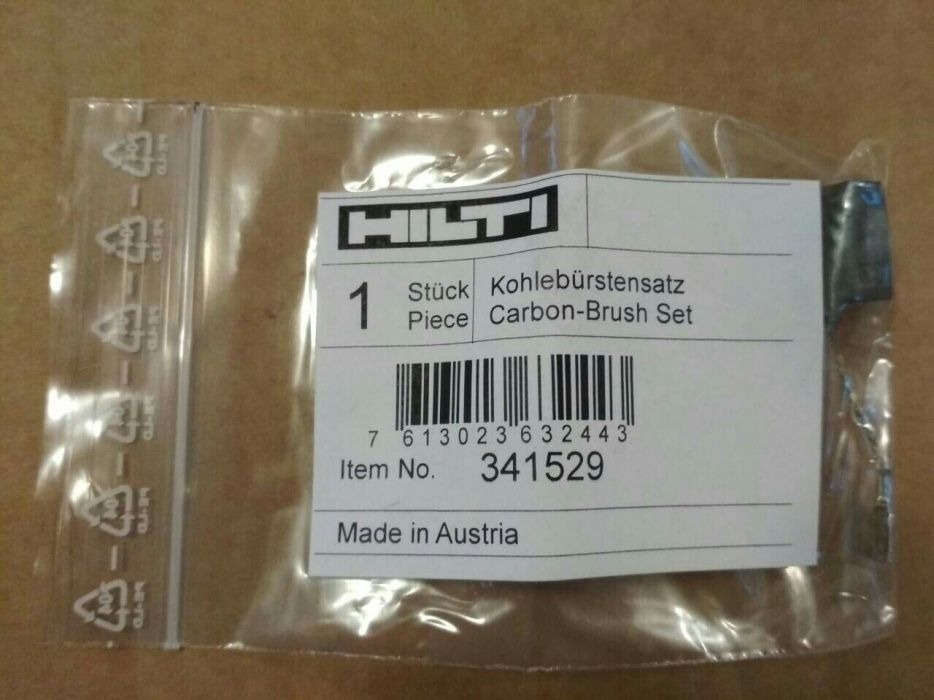 HILTI
1 Stück Kohlebürstensatz
Piece Carbon-Brush Set
7 613023 632443
Item No. 341529
Made in Austria